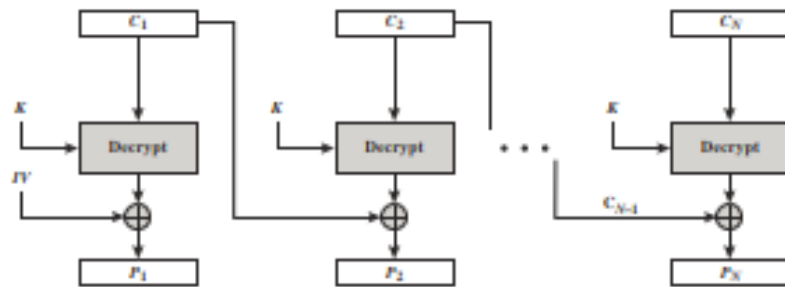 C1 C2 CN
K K K
Decrypt Decrypt . . . Decrypt
IV
CN–1
P1 P2 PN